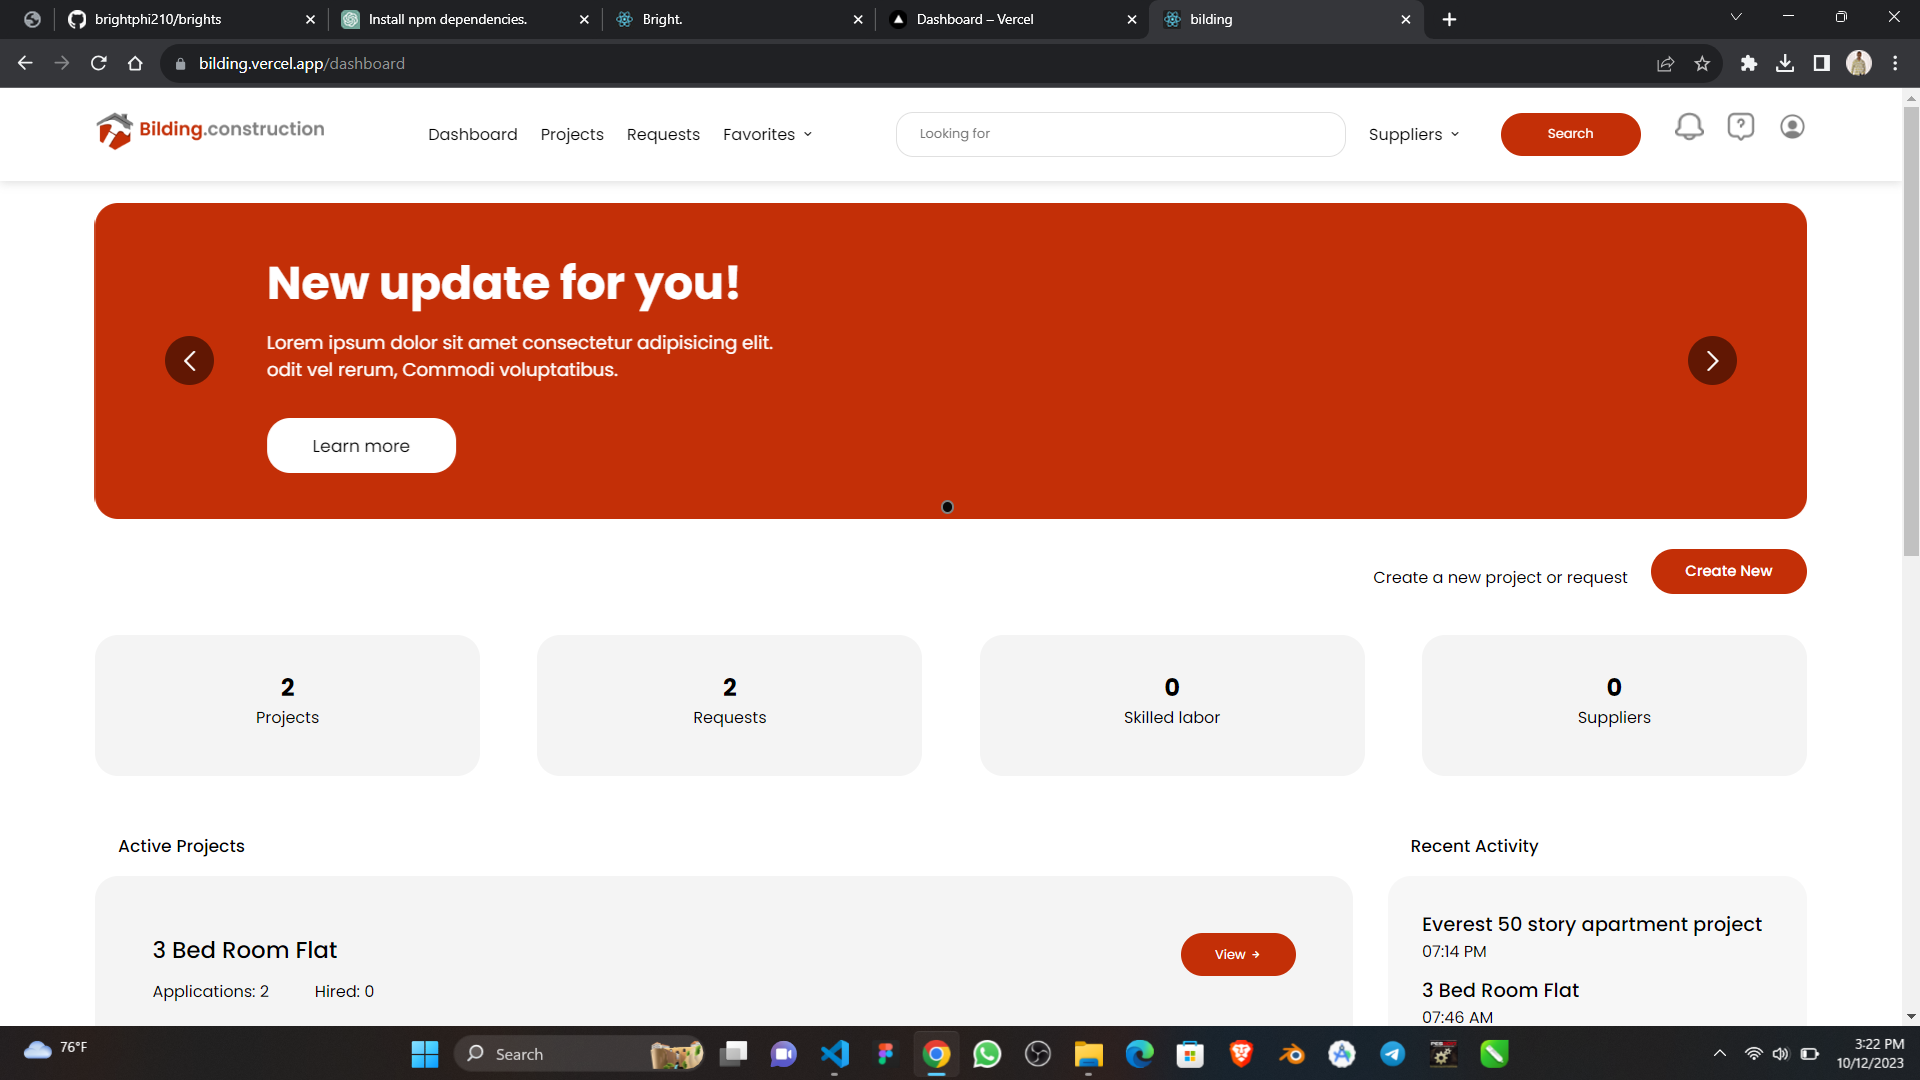 brightphi210/brights
Install npm dependencies.
Bright.
Dashboard – Vercel
bilding
bilding.vercel.app/dashboard
Bilding.construction
Dashboard
Projects
Requests
Favorites
Looking for
Suppliers
Search
New update for you!
Lorem ipsum dolor sit amet consectetur adipisicing elit.
odit vel rerum, Commodi voluptatibus.
Learn more
Create a new project or request
Create New
2
Projects
2
Requests
0
Skilled labor
0
Suppliers
Active Projects
Recent Activity
3 Bed Room Flat
Applications: 2
Hired: 0
View
Everest 50 story apartment project
07:14 PM
3 Bed Room Flat
07:46 AM
76°F
Search
3:22 PM
10/12/2023